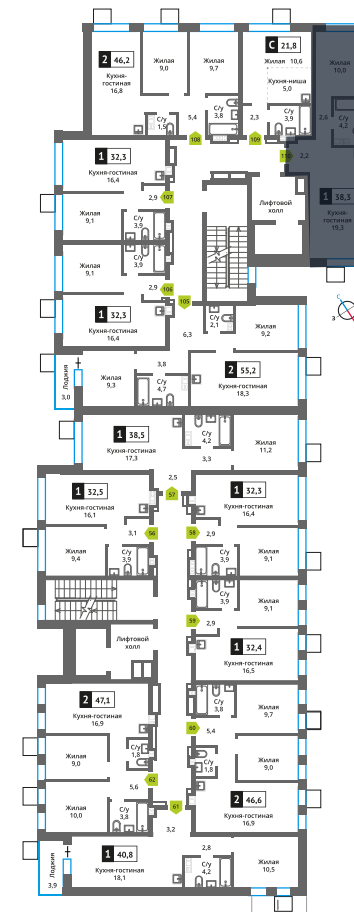 2 46,2
Кухня-
гостиная
16,8
Жилая
9,0
Жилая
9,7
С 21,8
Жилая 10,6
Кухня-ниша
5,0
Жилая
10,0
С/у
1,5
5,4
С/у
3,8
2,3
С/у
3,9
2,6
С/у
4,2
108
109
110
2,2
1 32,3
Кухня-гостиная
16,4
2,9
107
Жилая
9,1
С/у
3,9
Лифтовой
холл
1 38,3
Кухня-
гостиная
19,3
Жилая
9,1
С/у
3,9
2,9
106
105
1 32,3
Кухня-гостиная
16,4
6,3
С/у
2,1
Жилая
9,2
С
З
Лоджия
3,0
Жилая
9,3
3,8
С/у
4,7
2 55,2
Кухня-гостиная
18,3
1 38,5
Кухня-гостиная
17,3
С/у
4,2
3,3
Жилая
11,2
2,5
57
1 32,5
Кухня-гостиная
16,1
1 32,3
Кухня-гостиная
16,4
3,1
56
58
2,9
Жилая
9,4
С/у
3,9
С/у
3,9
Жилая
9,1
С/у
3,9
Жилая
9,1
59
2,9
Лифтовой
холл
1 32,4
Кухня-гостиная
16,5
2 47,1
Кухня-гостиная
16,9
С/у
3,8
Жилая
9,7
60
5,4
Жилая
9,0
С/у
1,8
С/у
1,8
Жилая
9,0
62
5,6
Жилая
10,0
С/у
3,8
61
2 46,6
Кухня-гостиная
16,9
3,2
1 40,8
Кухня-гостиная
18,1
2,8
С/у
4,2
Жилая
10,5
Лоджия
3,9